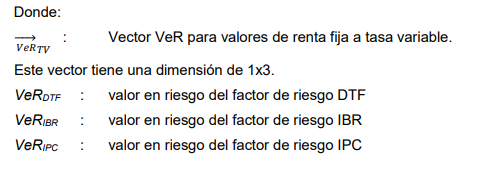 Donde:
VeR_TV : Vector VeR para valores de renta fija a tasa variable.
Este vector tiene una dimensión de 1x3.
VeR_DTF : valor en riesgo del factor de riesgo DTF
VeR_IBR : valor en riesgo del factor de riesgo IBR
VeR_IPC : valor en riesgo del factor de riesgo IPC